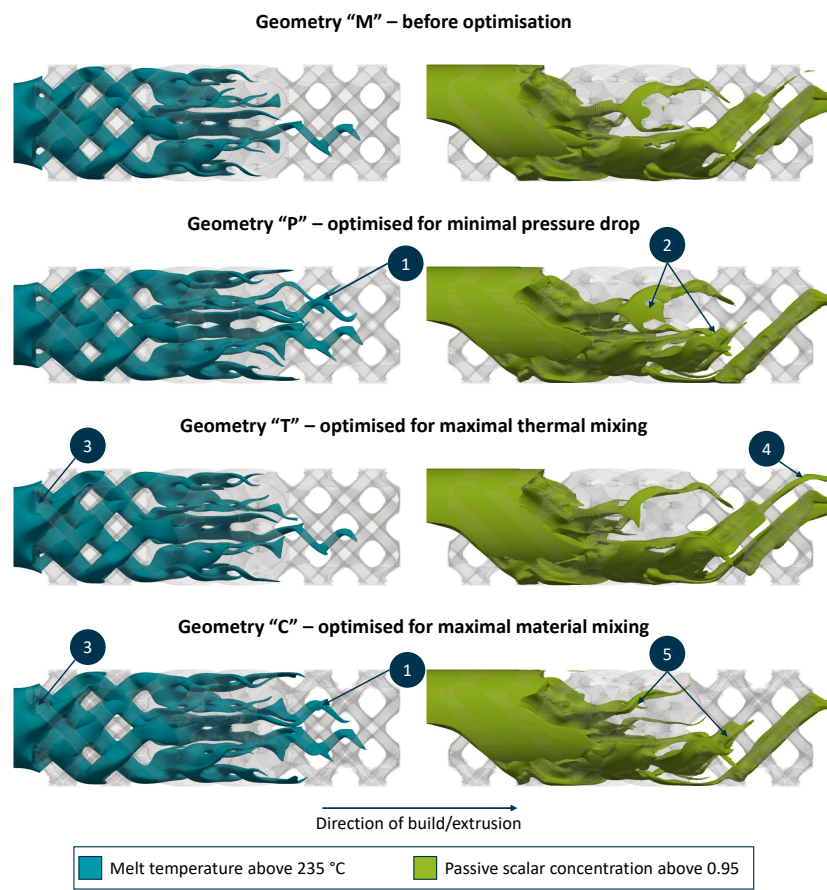 Geometry “M” – before optimisation
Geometry “P” – optimised for minimal pressure drop
1
2
Geometry “T” – optimised for maximal thermal mixing
3
4
Geometry “C” – optimised for maximal material mixing
3
1
5
Direction of build/extrusion
Melt temperature above 235 °C
Passive scalar concentration above 0.95